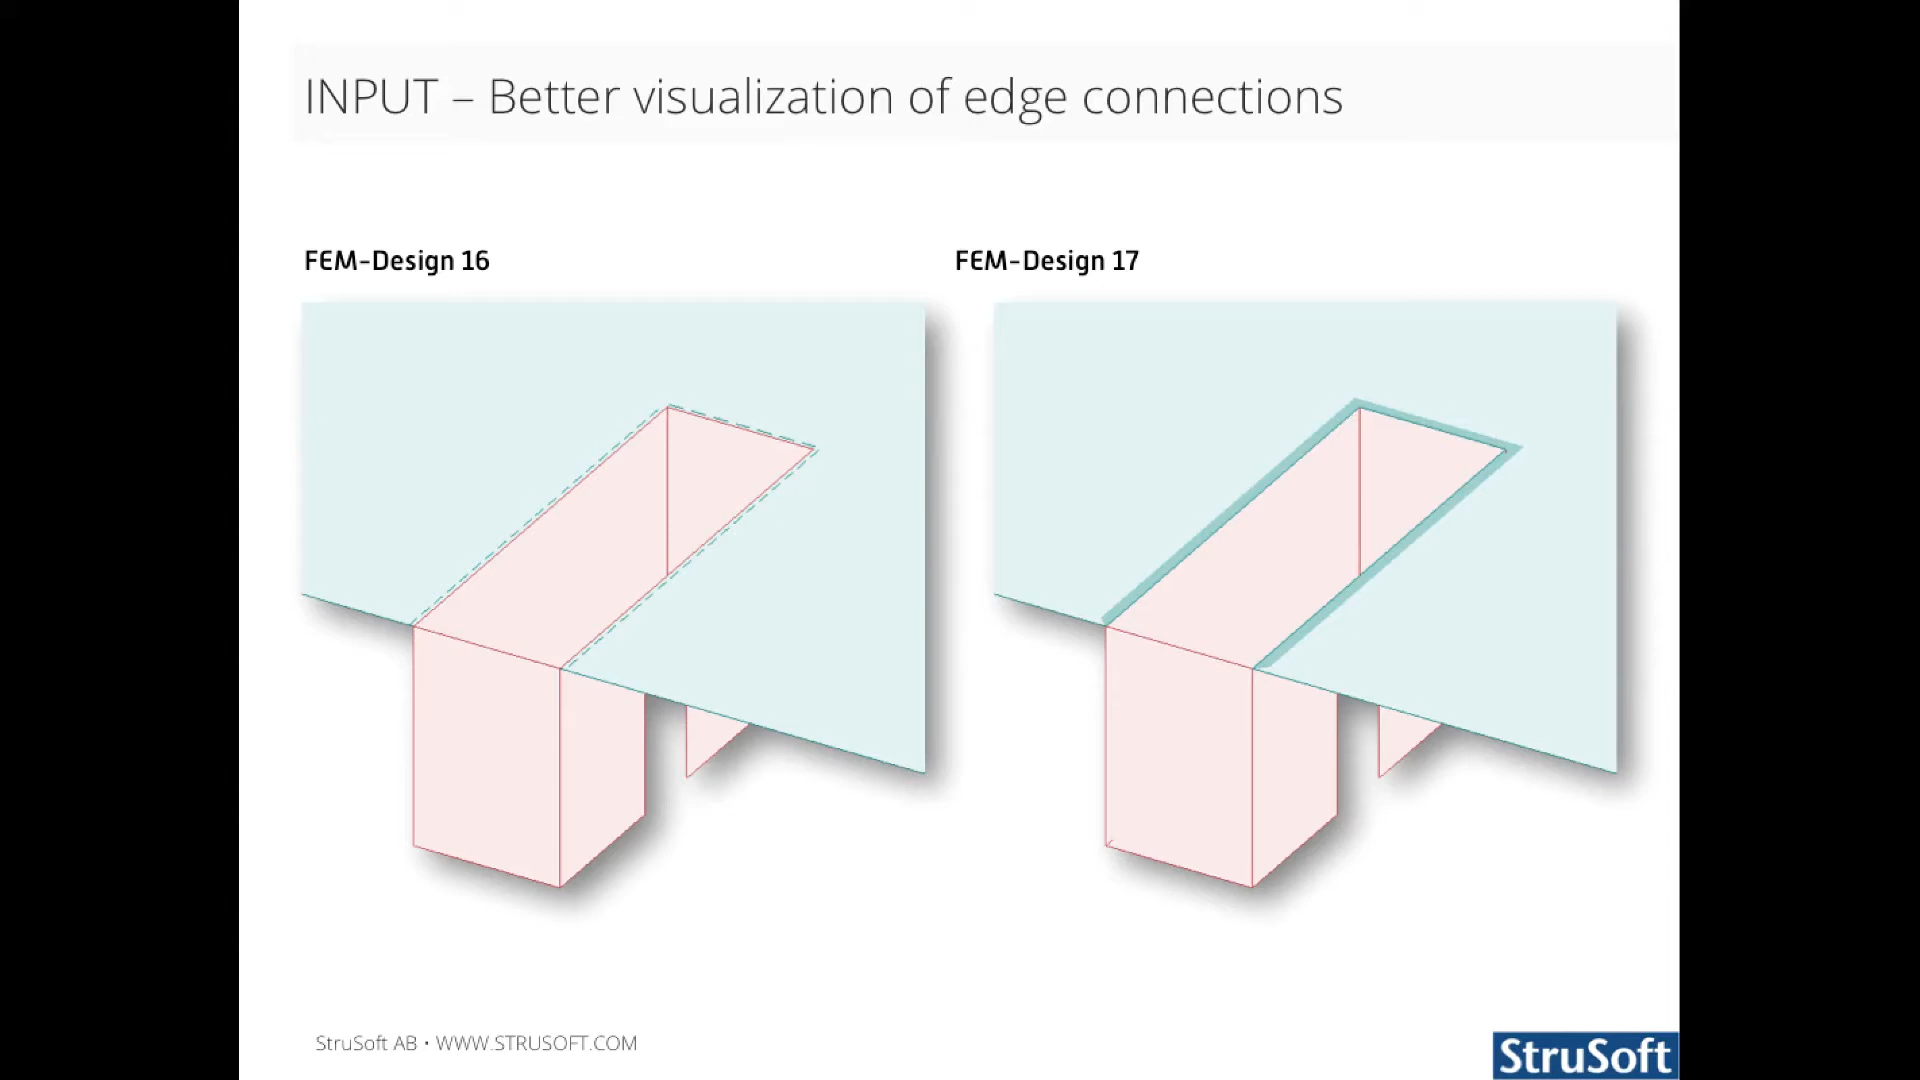 INPUT – Better visualization of edge connections
FEM-Design 16
FEM-Design 17
StruSoft AB • WWW.STRUSOFT.COM
StruSoft